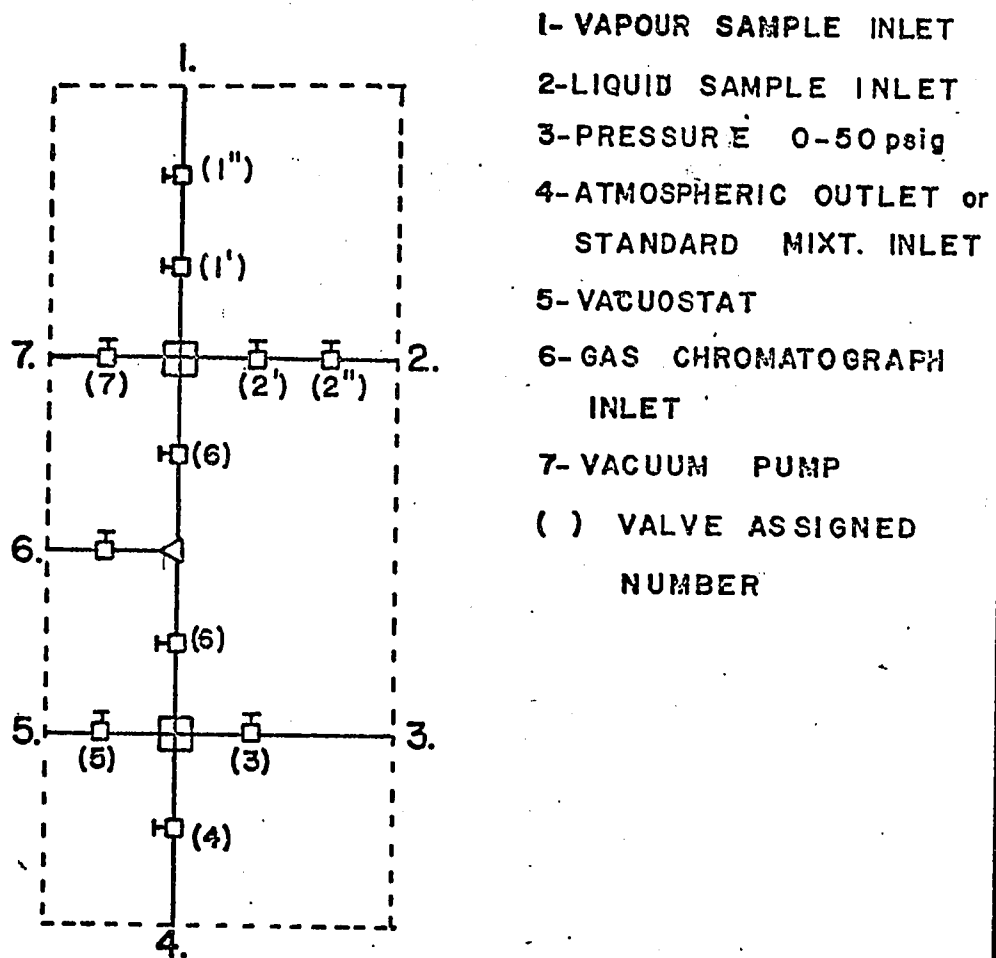 1.
(1'')
(1')
7.
2.
(7)
(2')
(2'')
(6)
6.
(6)
5.
3.
(5)
(3)
(4)
4.
1- VAPOUR SAMPLE INLET
2-LIQUID SAMPLE INLET
3-PRESSURE 0-50 psig
4-ATMOSPHERIC OUTLET or
STANDARD MIXT. INLET
5-VACUOSTAT
6-GAS CHROMATOGRAPH
INLET
7-VACUUM PUMP
( ) VALVE ASSIGNED
NUMBER